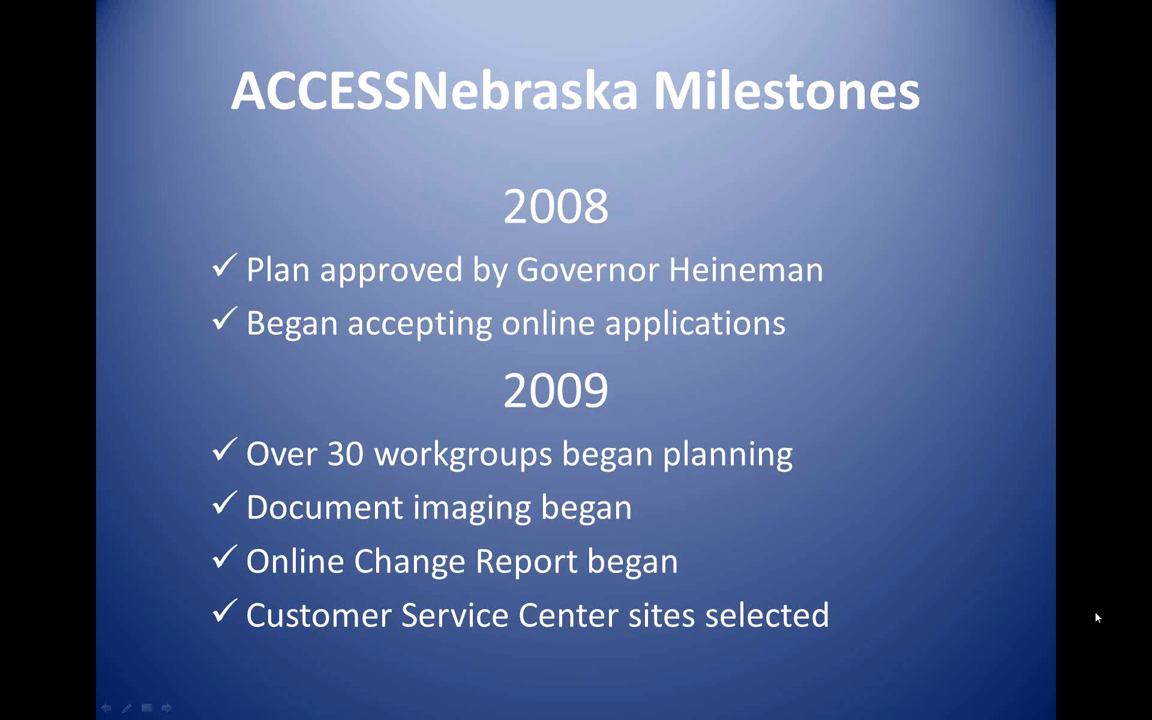 ACCESSNebraska Milestones
2008
✓ Plan approved by Governor Heineman
✓ Began accepting online applications
2009
✓ Over 30 workgroups began planning
✓ Document imaging began
✓ Online Change Report began
✓ Customer Service Center sites selected